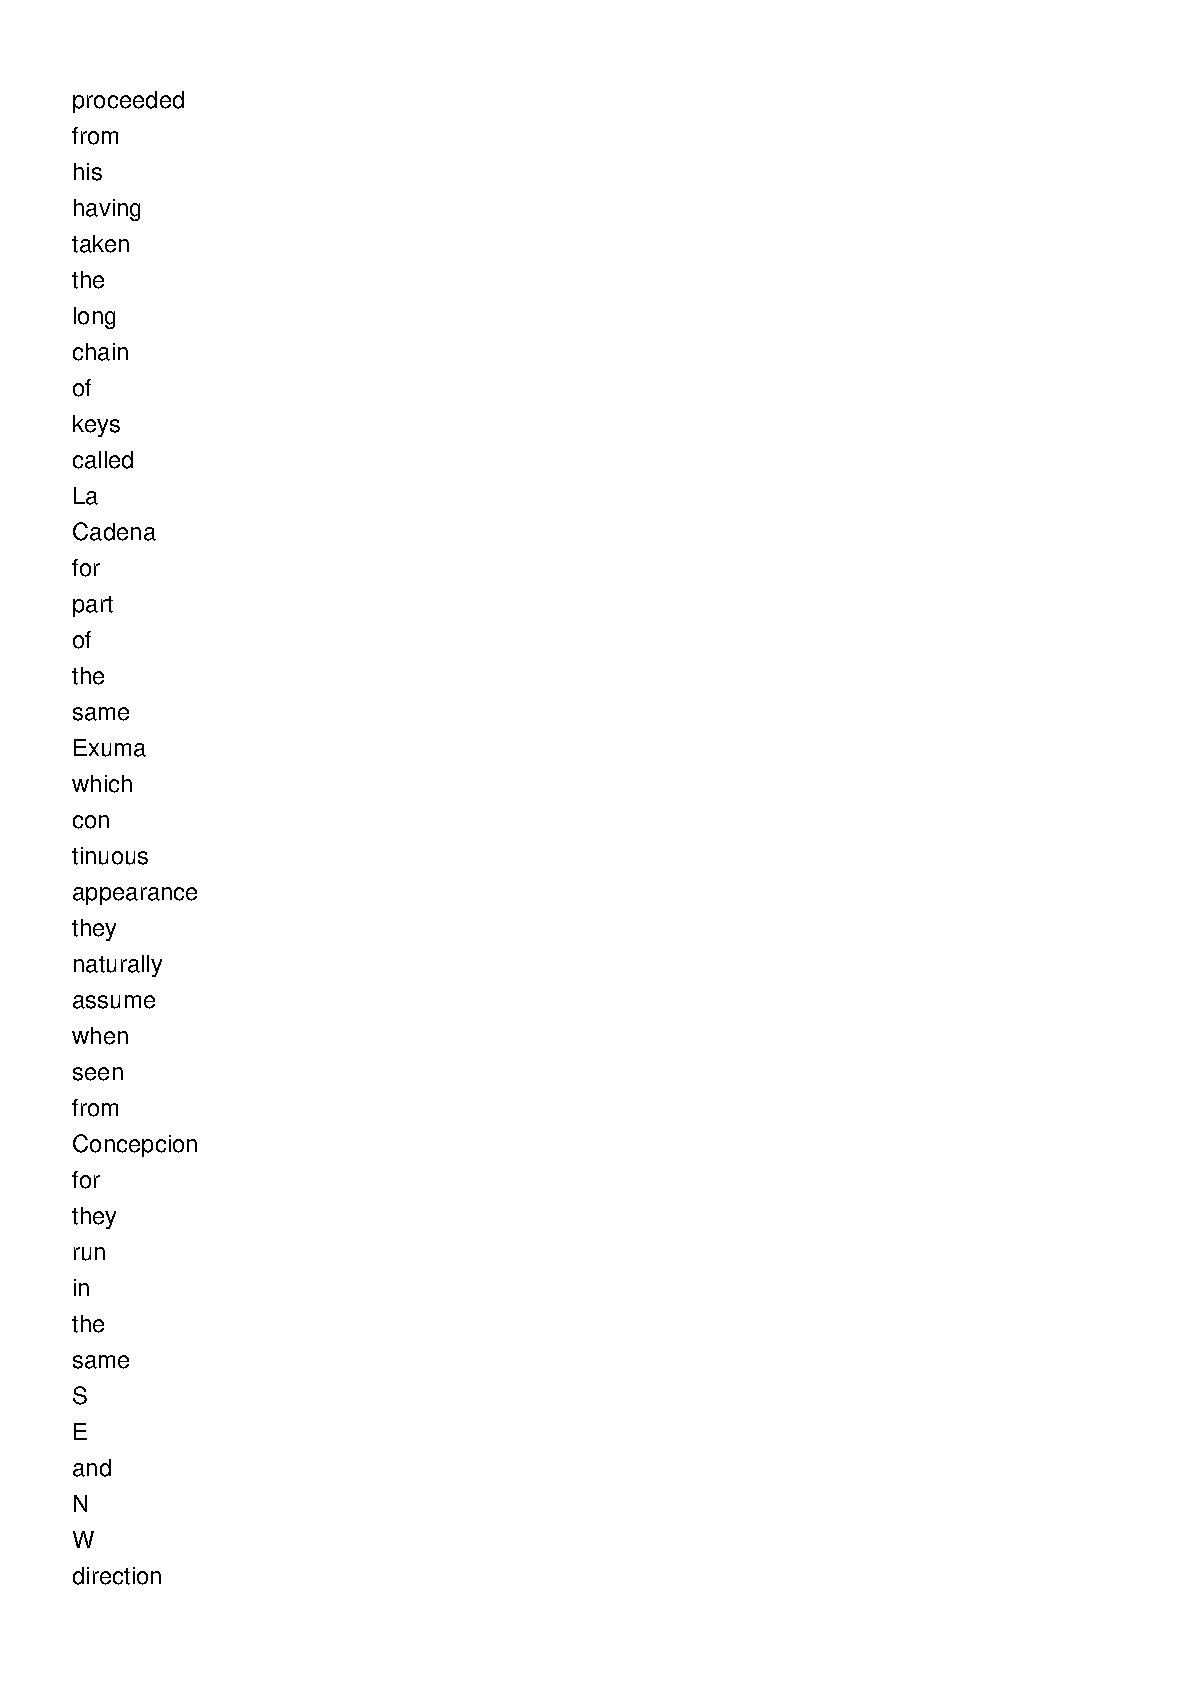 proceeded
from
his
having
taken
the
long
chain
of
keys
called
La
Cadena
for
part
of
the
same
Exuma
which
con
tinuous
appearance
they
naturally
assume
when
seen
from
Concepcion
for
they
run
in
the
same
S
E
and
N
W
direction